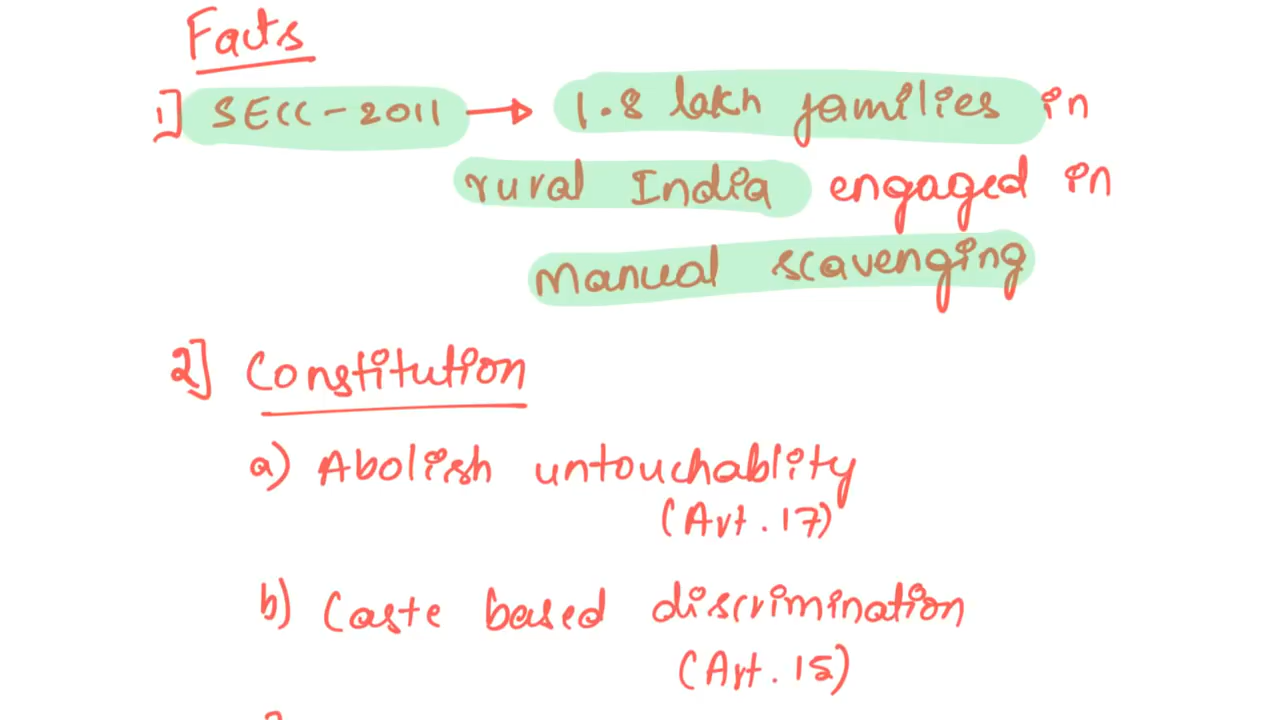 Facts
1] SECC - 2011 → 1.8 lakh families in
rural India engaged in
Manual scavenging
2] Constitution
a) Abolish untouchablity
(Art. 17)
b) Caste based discrimination
(Art. 15)